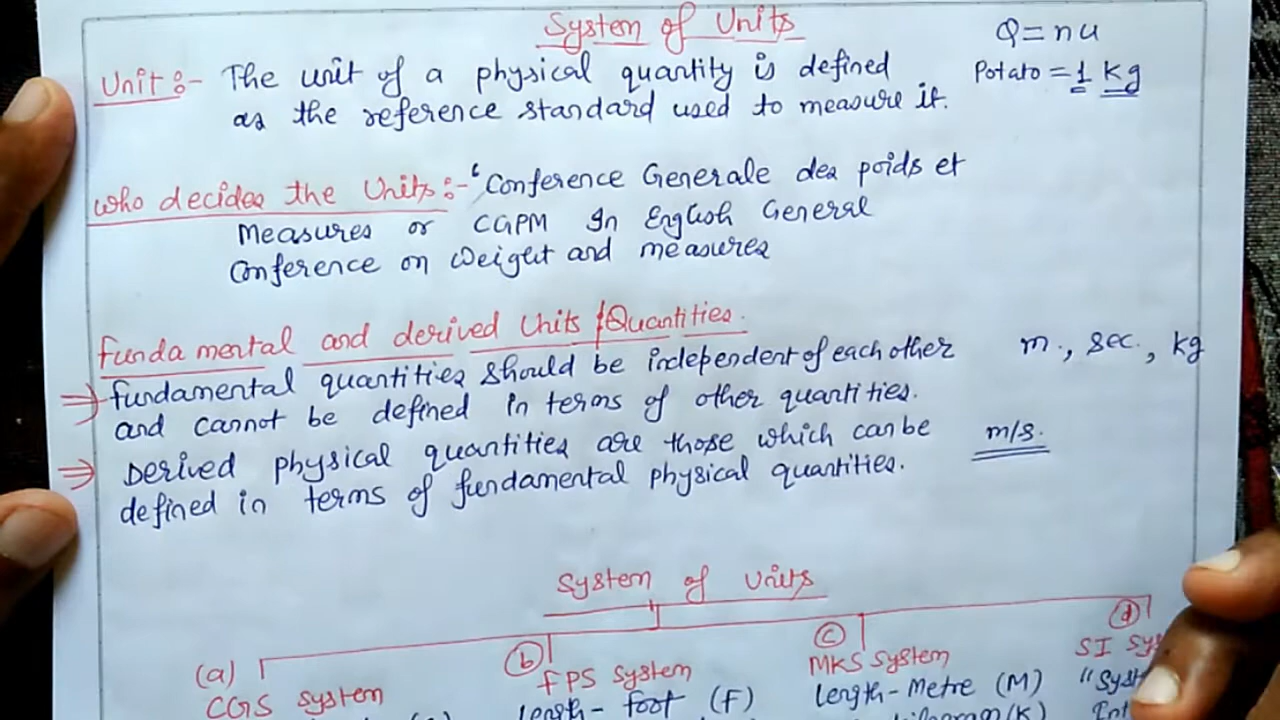 System of Units
Q = nu
Unit :- The unit of a physical quantity is defined
Potato = 1 Kg
as the reference standard used to measure it.
who decides the Units :- ‘Conference Generale des poids et
Measures or CGPM In English General
Conference on Weight and measures
fundamental and derived Units & Quantities.
⇒ fundamental quantities should be independent of each other
m., sec., kg
and cannot be defined in terms of other quantities.
⇒ Derived physical quantities are those which can be
m/s.
defined in terms of fundamental physical quantities.
System of Units
(a) CGS System
(b) FPS System
Length - foot (F)
(c) MKS System
Length - Metre (M)
(K)
(d) SI Sys
"Syst
Int